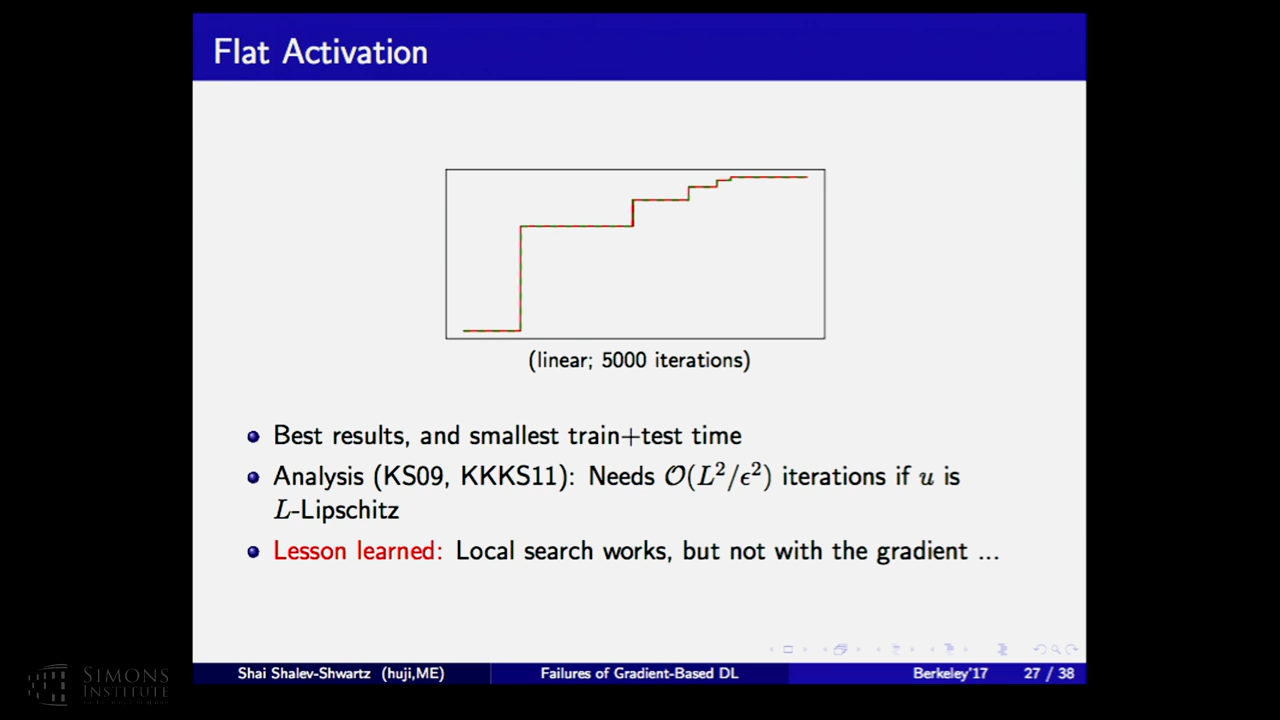 Flat Activation
(linear; 5000 iterations)
Best results, and smallest train+test time
Analysis (KS09, KKKS11): Needs 𝒪(L²/ϵ²) iterations if u is
L-Lipschitz
Lesson learned: Local search works, but not with the gradient ...
Shai Shalev-Shwartz (huji,ME)
Failures of Gradient-Based DL
Berkeley'17
27 / 38
SIMONS
INSTITUTE